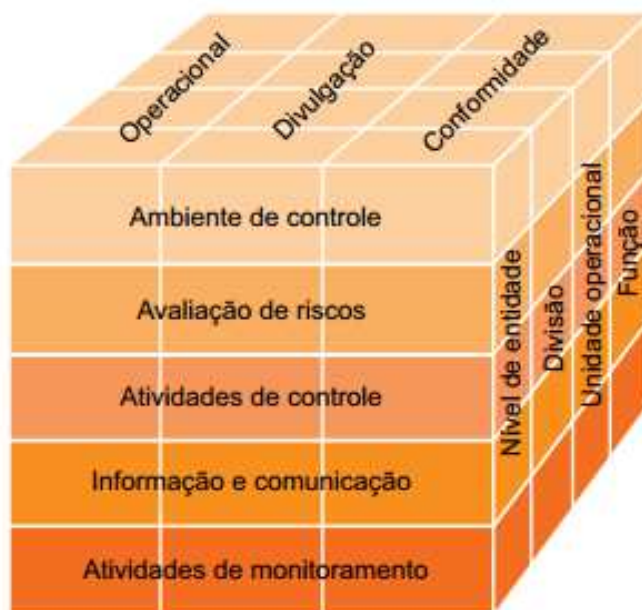 Operacional
Divulgação
Conformidade
Ambiente de controle
Avaliação de riscos
Atividades de controle
Informação e comunicação
Atividades de monitoramento
Nível de entidade
Divisão
Unidade operacional
Função